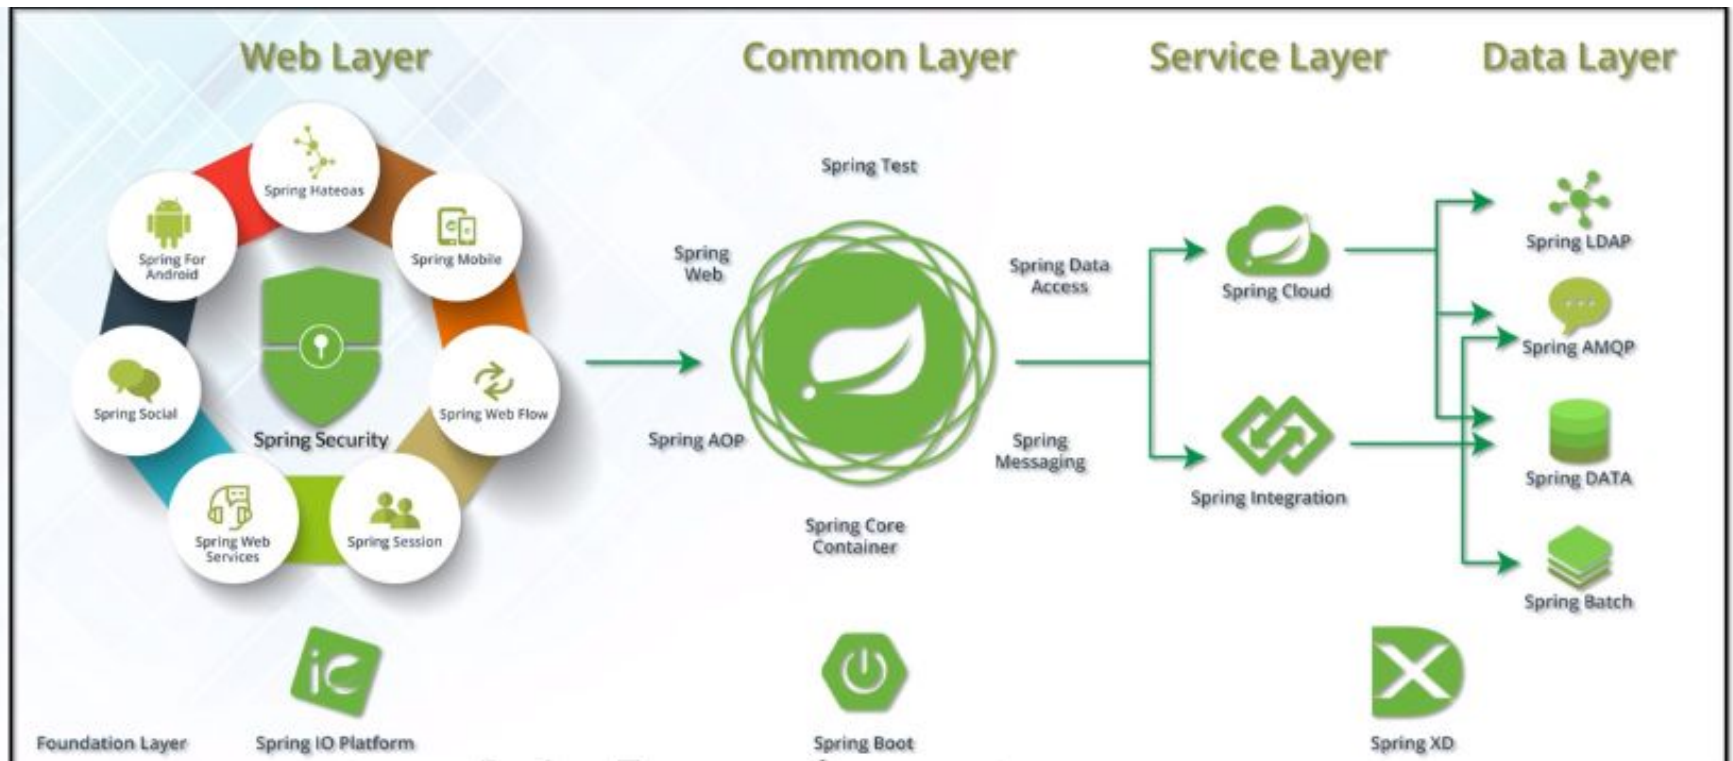 Web Layer
Common Layer
Service Layer
Data Layer
Spring Hateoas
Spring For
Android
Spring Mobile
Spring Social
Spring Web Flow
Spring Security
Spring Web
Services
Spring Session
Spring Test
Spring
Web
Spring Data
Access
Spring AOP
Spring
Messaging
Spring Core
Container
Spring Cloud
Spring Integration
Spring LDAP
Spring AMQP
Spring DATA
Spring Batch
Foundation Layer
Spring IO Platform
Spring Boot
Spring XD